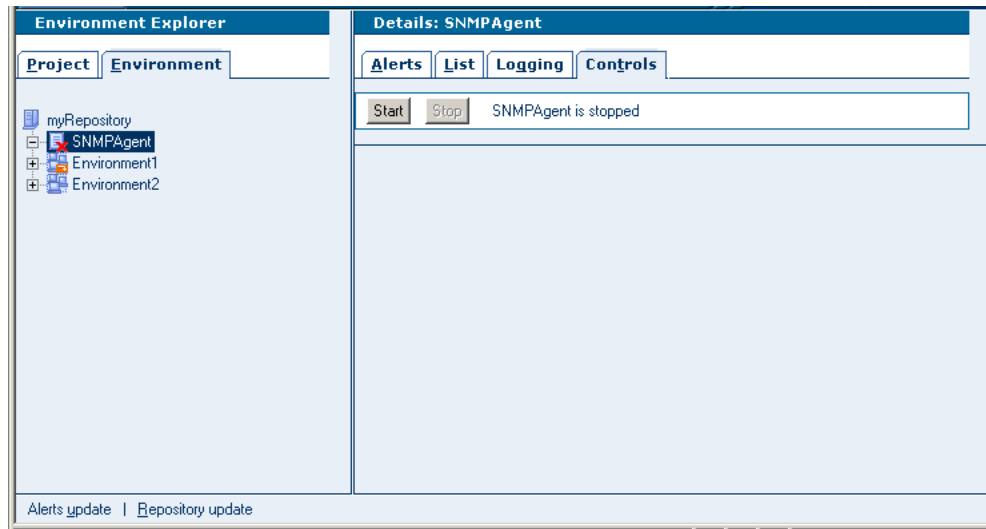 Environment Explorer
Project Environment
myRepository
SNMPAgent
Environment1
Environment2
Alerts update | Repository update
Details: SNMPAgent
Alerts List Logging Controls
Start Stop SNMPAgent is stopped